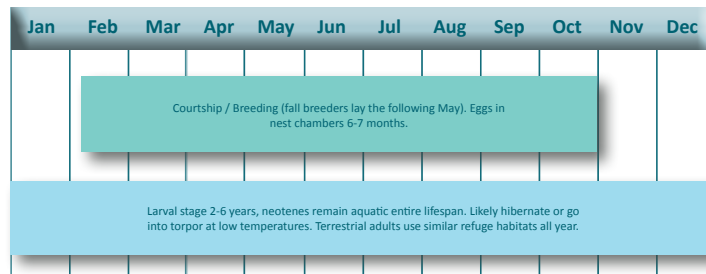 Jan Feb Mar Apr May Jun Jul Aug Sep Oct Nov Dec
Courtship / Breeding (fall breeders lay the following May). Eggs in
nest chambers 6-7 months.
Larval stage 2-6 years, neotenes remain aquatic entire lifespan. Likely hibernate or go
into torpor at low temperatures. Terrestrial adults use similar refuge habitats all year.